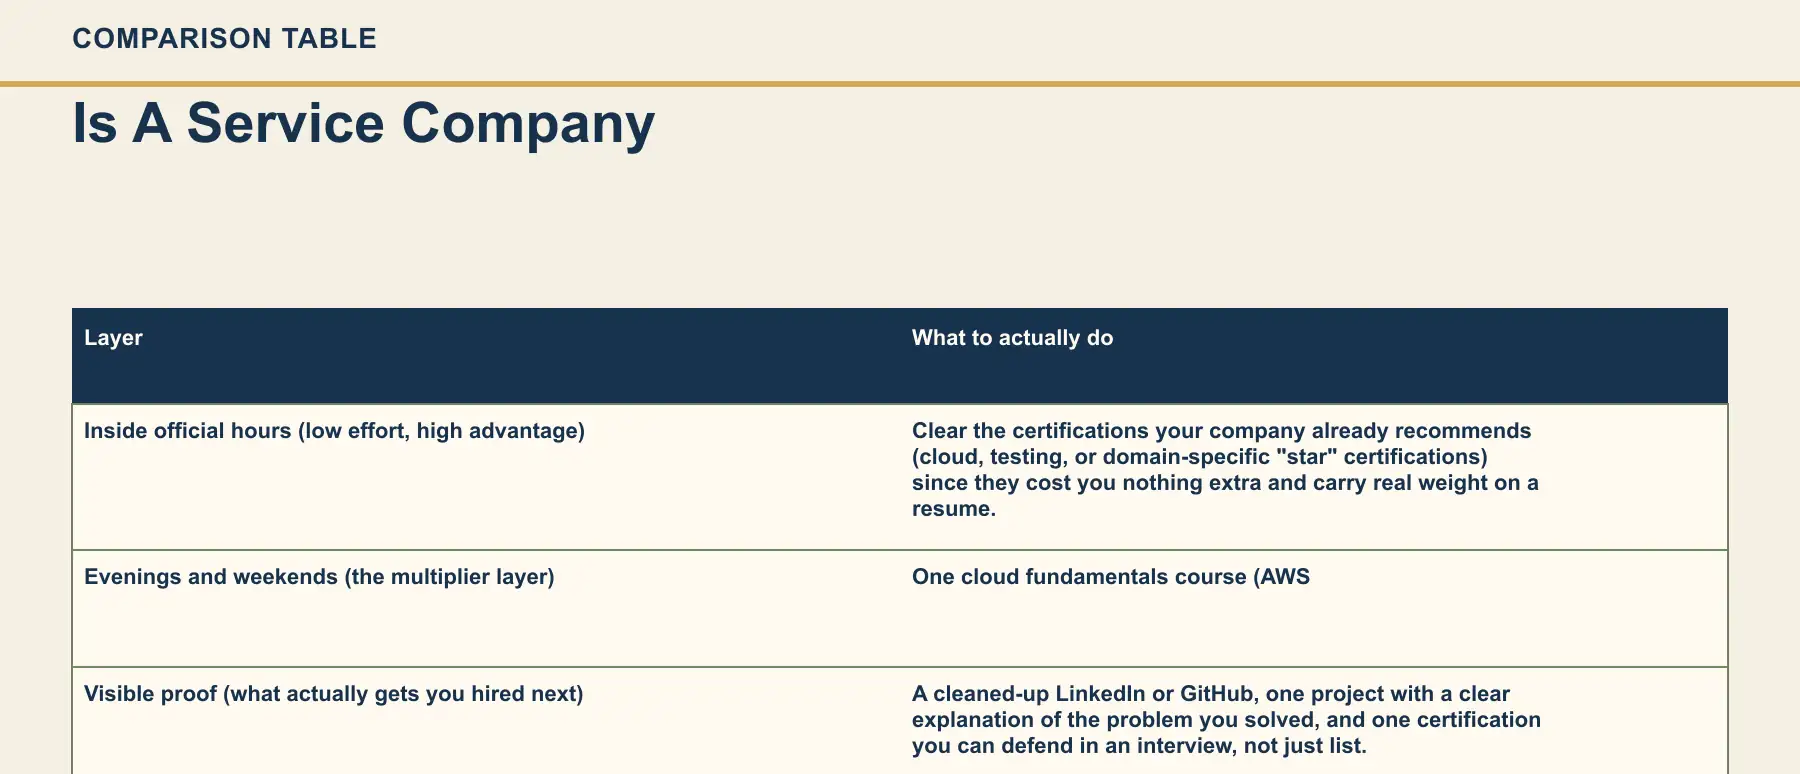 COMPARISON TABLE
Is A Service Company
Layer
What to actually do
Inside official hours (low effort, high advantage)
Clear the certifications your company already recommends
(cloud, testing, or domain-specific "star" certifications)
since they cost you nothing extra and carry real weight on a
resume.
Evenings and weekends (the multiplier layer)
One cloud fundamentals course (AWS
Visible proof (what actually gets you hired next)
A cleaned-up LinkedIn or GitHub, one project with a clear
explanation of the problem you solved, and one certification
you can defend in an interview, not just list.